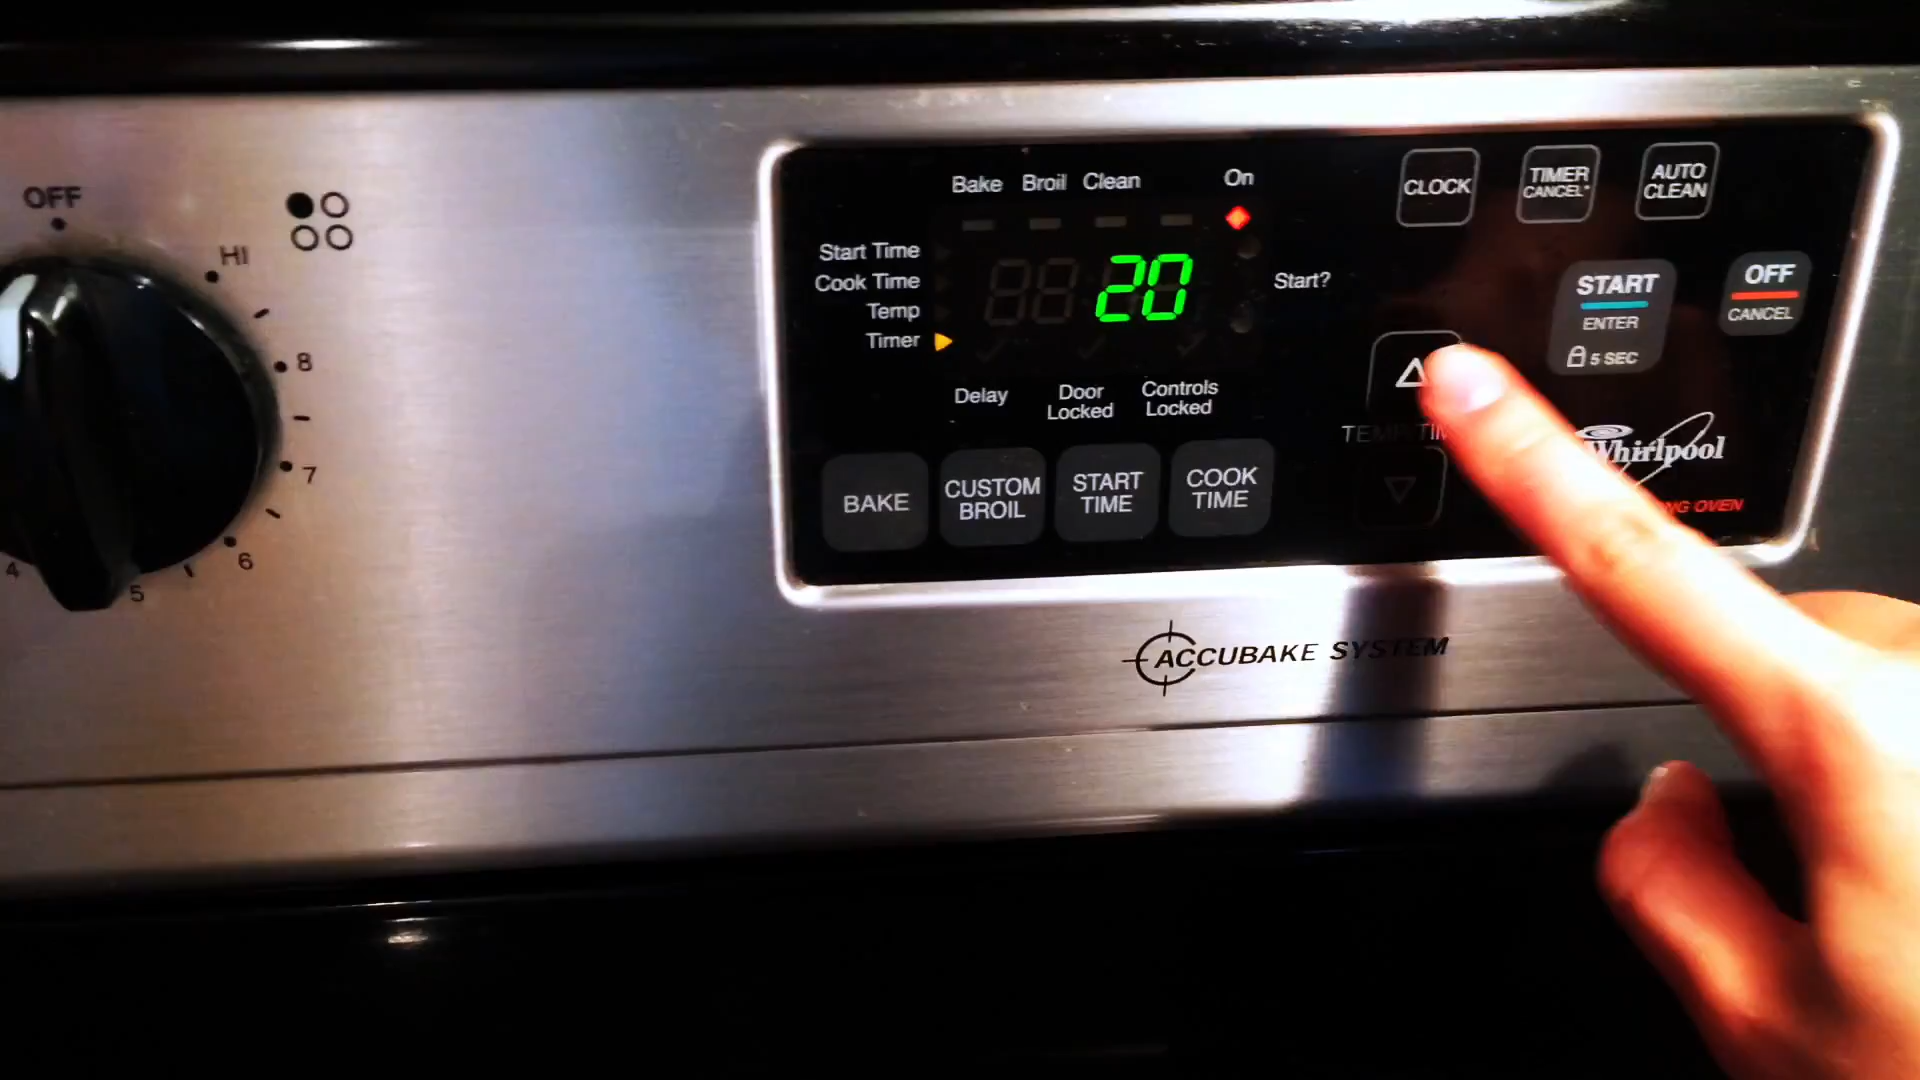 OFF
HI
8
7
6
5
4
Bake Broil Clean On
Start Time
Cook Time
Temp
Timer
20
Start?
Delay
Door
Locked
Controls
Locked
BAKE
CUSTOM
BROIL
START
TIME
COOK
TIME
CLOCK
TIMER
CANCEL*
AUTO
CLEAN
START
ENTER
5 SEC
OFF
CANCEL
TEMP
Whirlpool
OVEN
ACCUBAKE SYSTEM